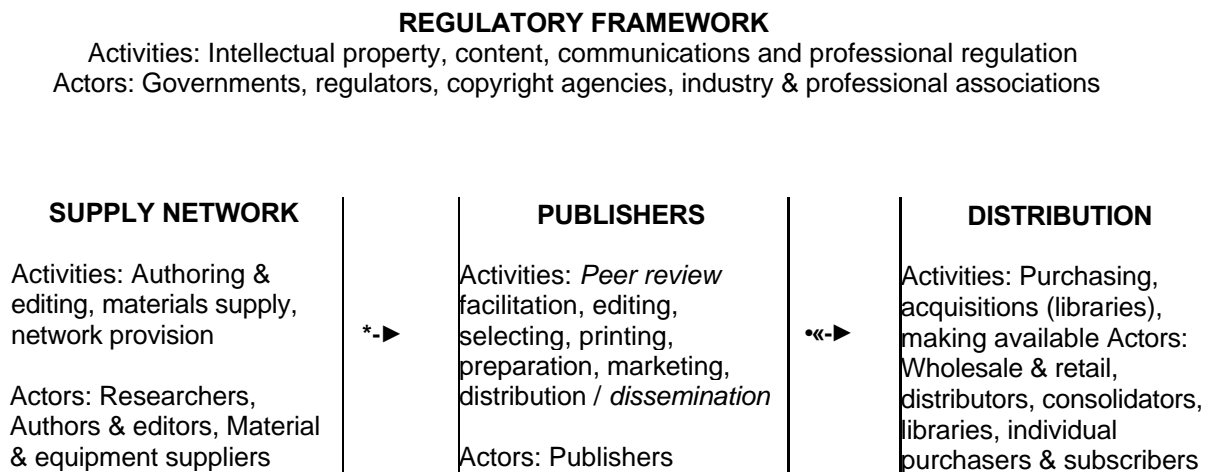 REGULATORY FRAMEWORK
Activities: Intellectual property, content, communications and professional regulation
Actors: Governments, regulators, copyright agencies, industry & professional associations
SUPPLY NETWORK
Activities: Authoring &
editing, materials supply,
network provision
Actors: Researchers,
Authors & editors, Material
& equipment suppliers
*-►
PUBLISHERS
Activities: Peer review
facilitation, editing,
selecting, printing,
preparation, marketing,
distribution / dissemination
Actors: Publishers
•«-►
DISTRIBUTION
Activities: Purchasing,
acquisitions (libraries),
making available Actors:
Wholesale & retail,
distributors, consolidators,
libraries, individual
purchasers & subscribers